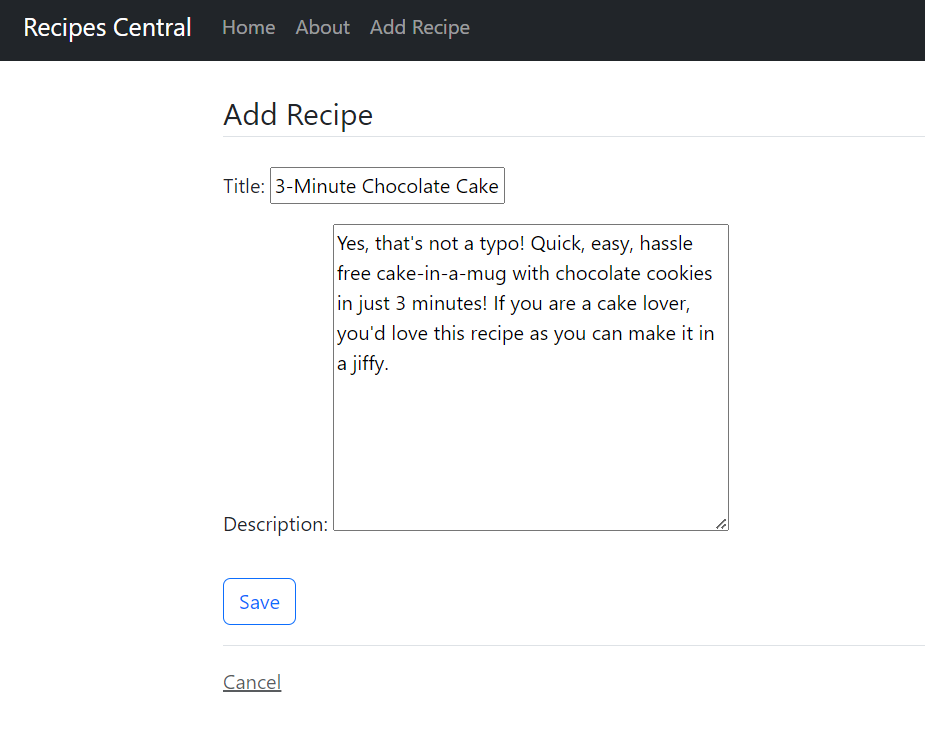 Recipes Central Home About Add Recipe
Add Recipe
Title: 3-Minute Chocolate Cake
Yes, that's not a typo! Quick, easy, hassle
free cake-in-a-mug with chocolate cookies
in just 3 minutes! If you are a cake lover,
you'd love this recipe as you can make it in
a jiffy.
Description:
Save
Cancel